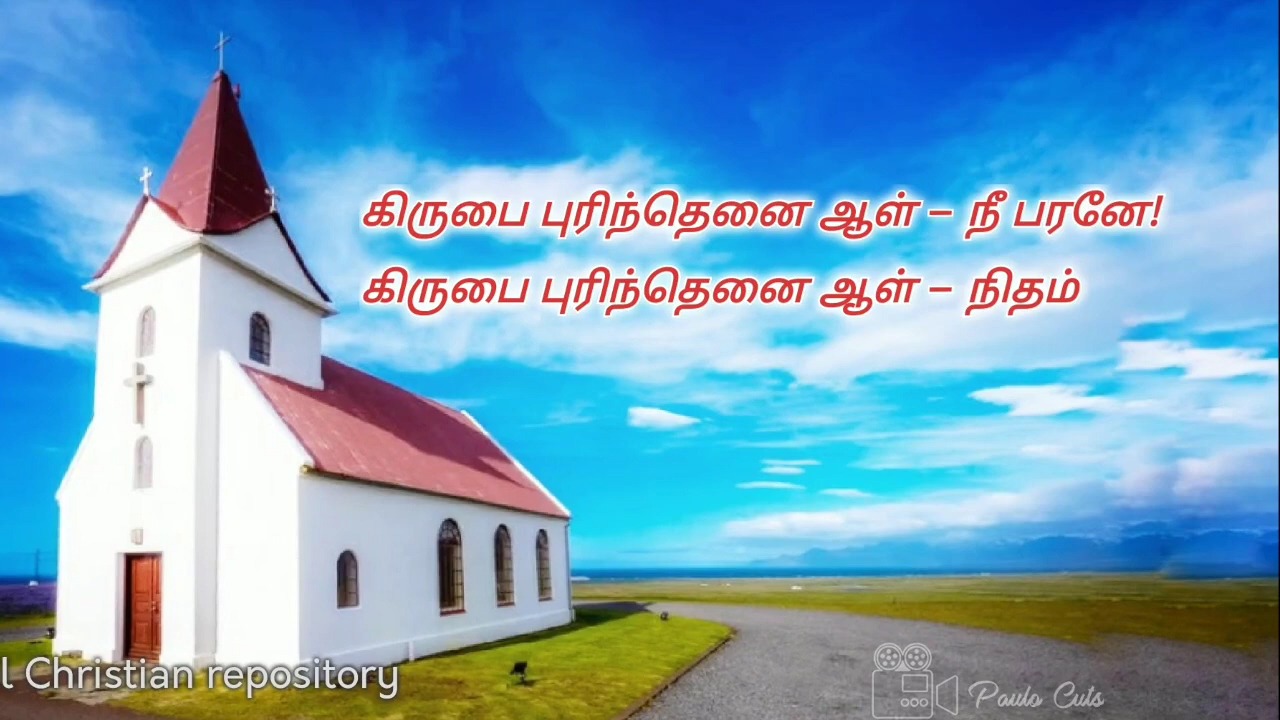 கிருபை புரிந்தெனை ஆள் – நீ பரனே!
கிருபை புரிந்தெனை ஆள் – நிதம்
l Christian repository
Paulo Cuts